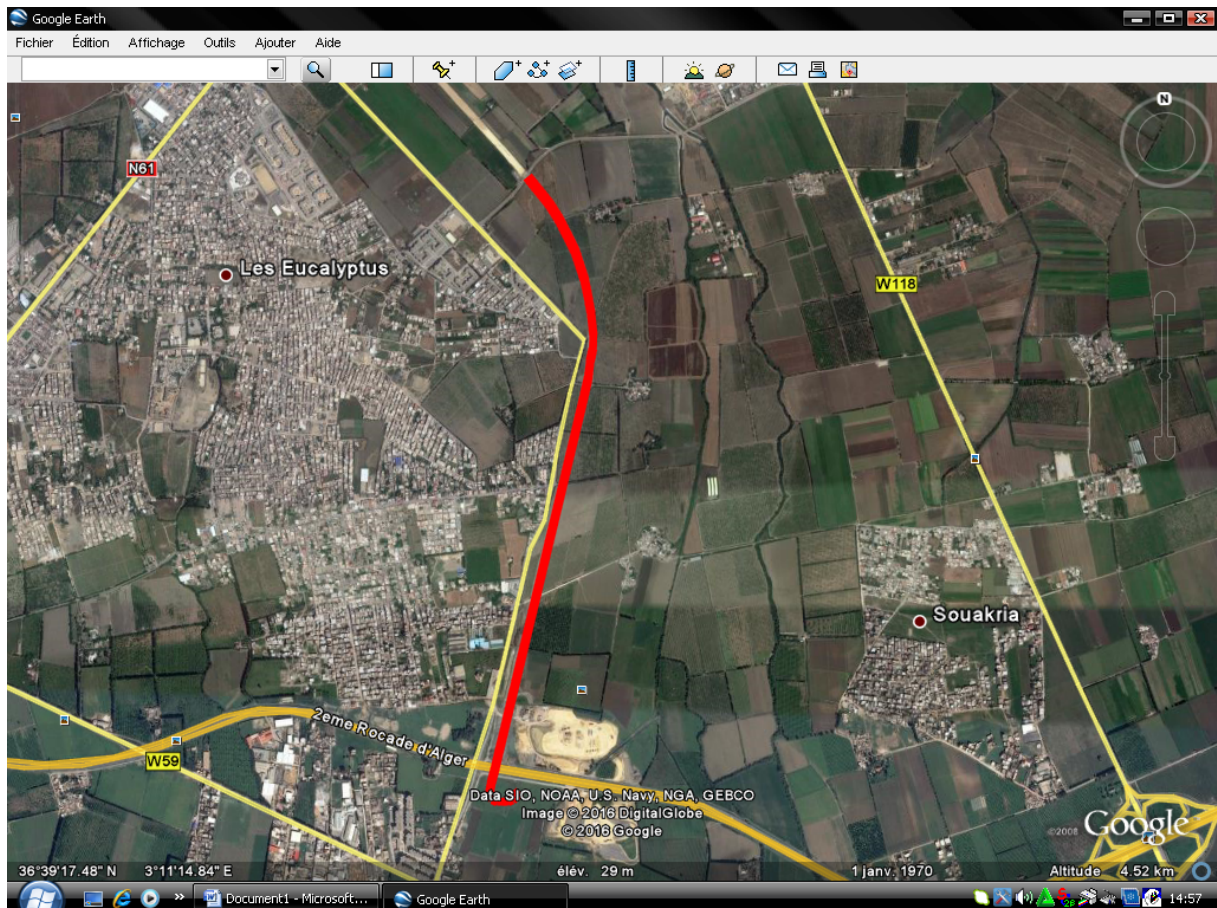 Google Earth
Fichier Édition Affichage Outils Ajouter Aide
N
N61
Les Eucalyptus
W118
Souakria
2eme Rocade d'Alger
W59
Data SIO, NOAA, U.S. Navy, NGA, GEBCO
Image © 2016 DigitalGlobe
© 2016 Google
©2008 Google
36°39'17.48" N 3°11'14.84" E élév. 29 m 1 janv. 1970 Altitude 4.52 km
» Document1 - Microsoft... Google Earth 14:57